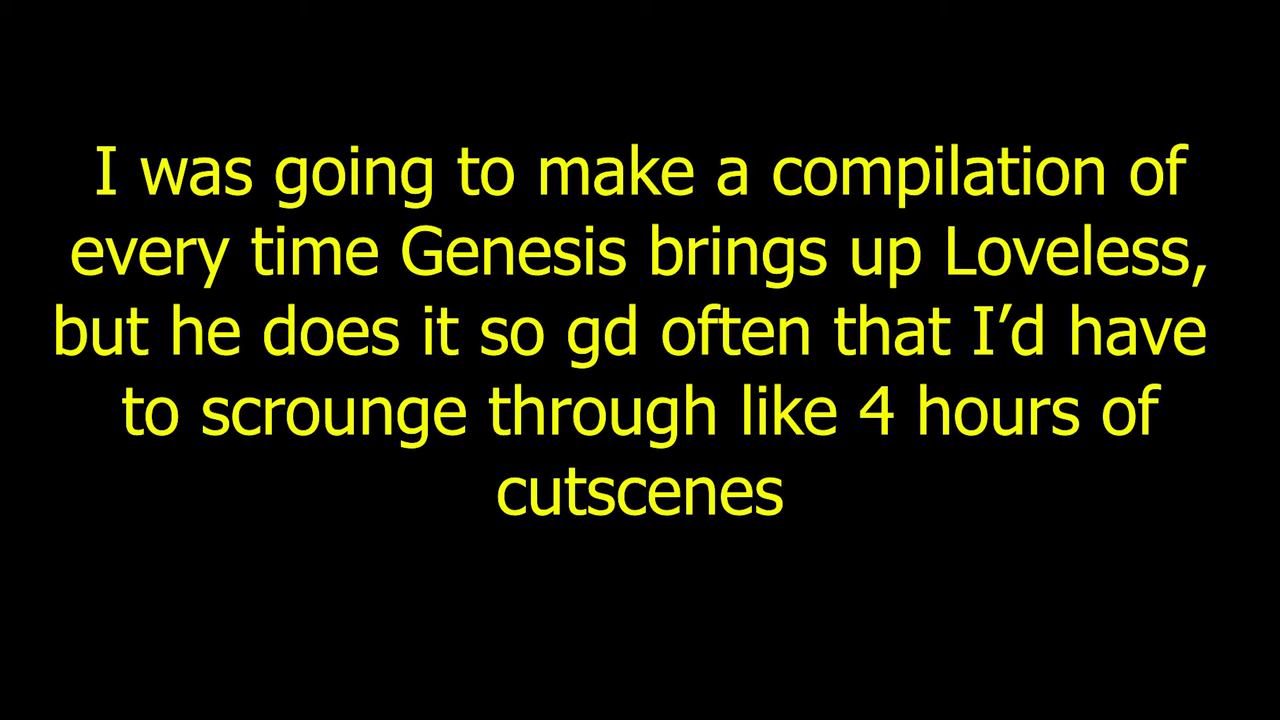 I was going to make a compilation of
every time Genesis brings up Loveless,
but he does it so gd often that I’d have
to scrounge through like 4 hours of
cutscenes